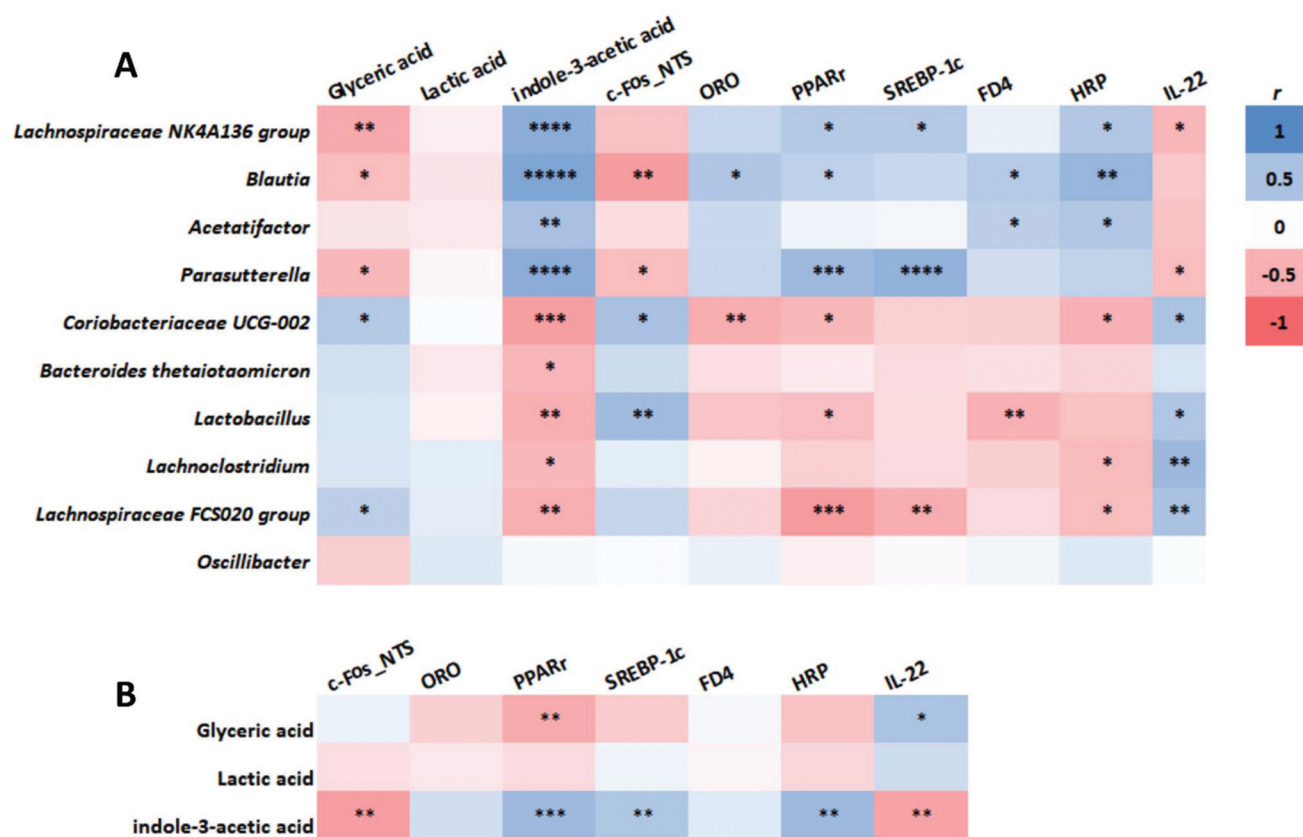 A
Glyceric acid Lactic acid indole-3-acetic acid c-Fos_NTS ORO PPARr SREBP-1c FD4 HRP IL-22 r
Lachnospiraceae NK4A136 group ** **** * * * * 1
Blautia * ***** ** * * * ** 0.5
Acetatifactor ** * * 0
Parasutterella * **** * *** **** * -0.5
Coriobacteriaceae UCG-002 * *** * ** * * * -1
Bacteroides thetaiotaomicron *
Lactobacillus ** ** * ** *
Lachnoclostridium * * **
Lachnospiraceae FCS020 group * ** *** ** * **
Oscillibacter
B
c-Fos_NTS ORO PPARr SREBP-1c FD4 HRP IL-22
Glyceric acid ** *
Lactic acid
indole-3-acetic acid ** *** ** ** **